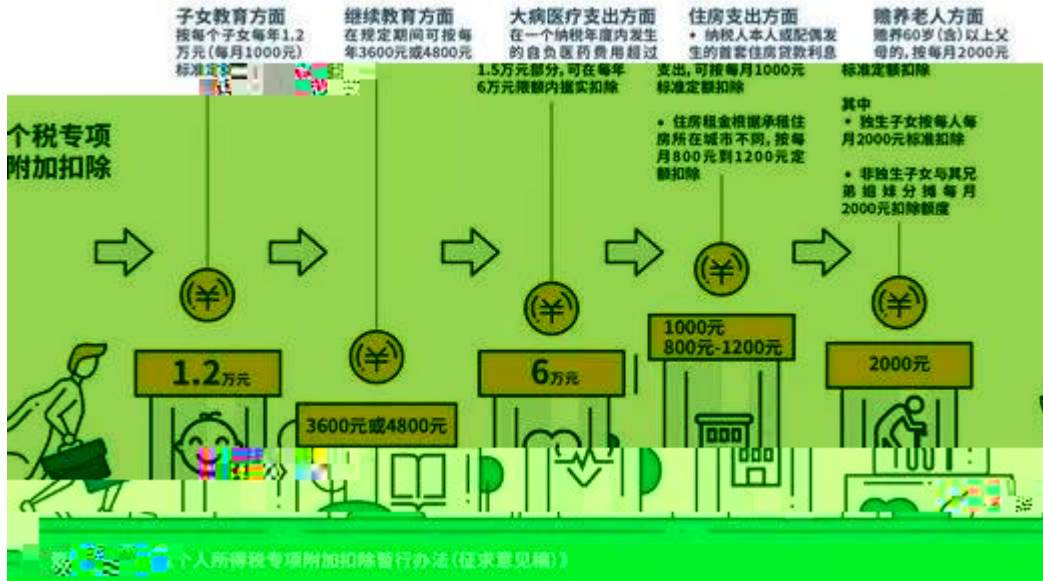 子女教育方面
按每个子女每年1.2
万元(每月1000元)
标准定
继续教育方面
在规定期间可按每
年3600元或4800元
大病医疗支出方面
在一个纳税年度内发生
的自负医药费用超过
1.5万元部分,可在每年
6万元限额内据实扣除
住房支出方面
• 纳税人本人或配偶发
生的首套住房贷款利息
支出,可按每月1000元
标准定额扣除
• 住房租金根据承租住
房所在城市不同,按每
月800元到1200元定
额扣除
赡养老人方面
赡养60岁(含)以上父
母的,按每月2000元
标准定额扣除
其中
• 独生子女按每人每
月2000元标准扣除
• 非独生子女与其兄
弟姐妹分摊每月
2000元扣除额度
个税专项
附加扣除
1.2万元
3600元或4800元
6万元
1000元
800元-1200元
2000元
个人所得税专项附加扣除暂行办法(征求意见稿)》